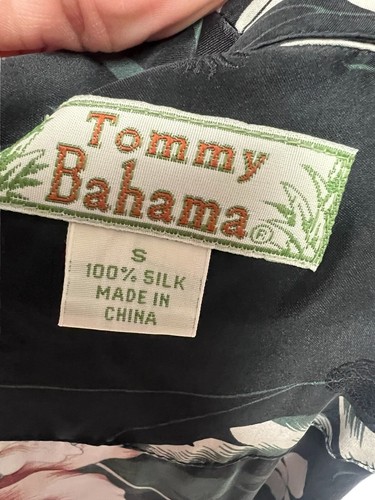 Tommy
Bahama®
S
100% SILK
MADE IN
CHINA